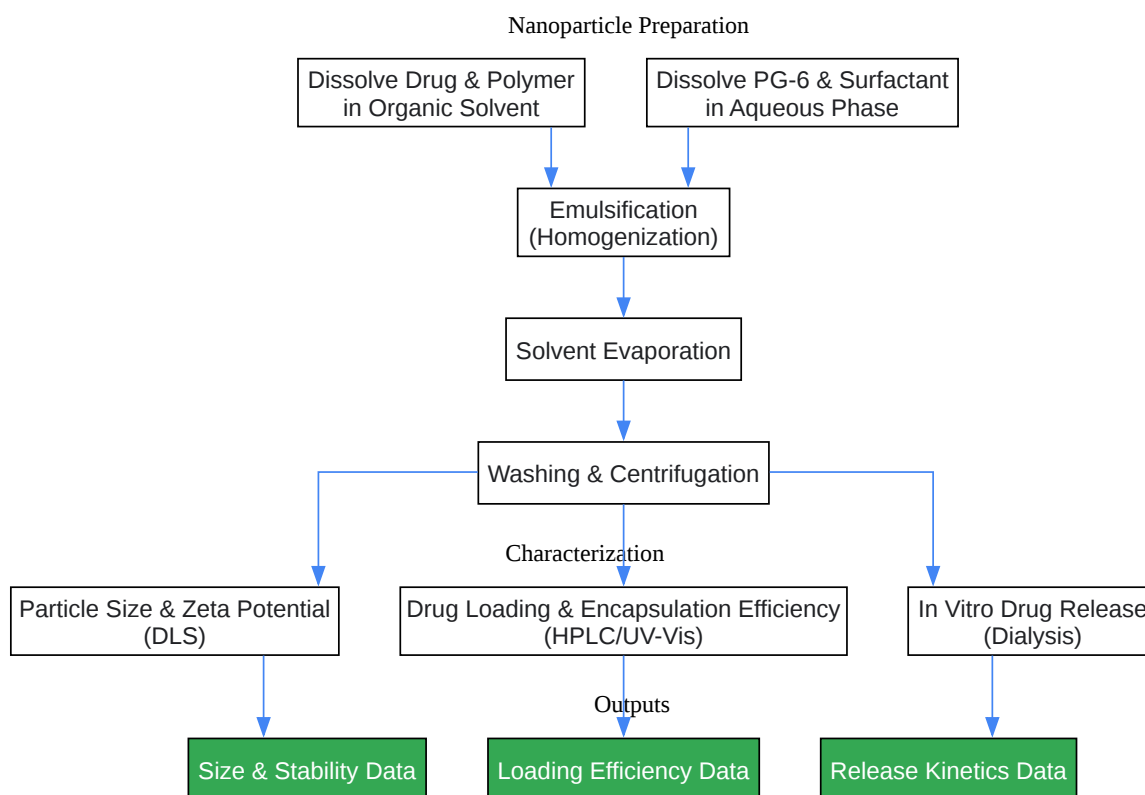 Nanoparticle Preparation
Dissolve Drug & Polymer
in Organic Solvent
Dissolve PG-6 & Surfactant
in Aqueous Phase
Emulsification
(Homogenization)
Solvent Evaporation
Washing & Centrifugation
Characterization
Particle Size & Zeta Potential
(DLS)
Drug Loading & Encapsulation Efficiency
(HPLC/UV-Vis)
In Vitro Drug Release
(Dialysis)
Outputs
Size & Stability Data
Loading Efficiency Data
Release Kinetics Data